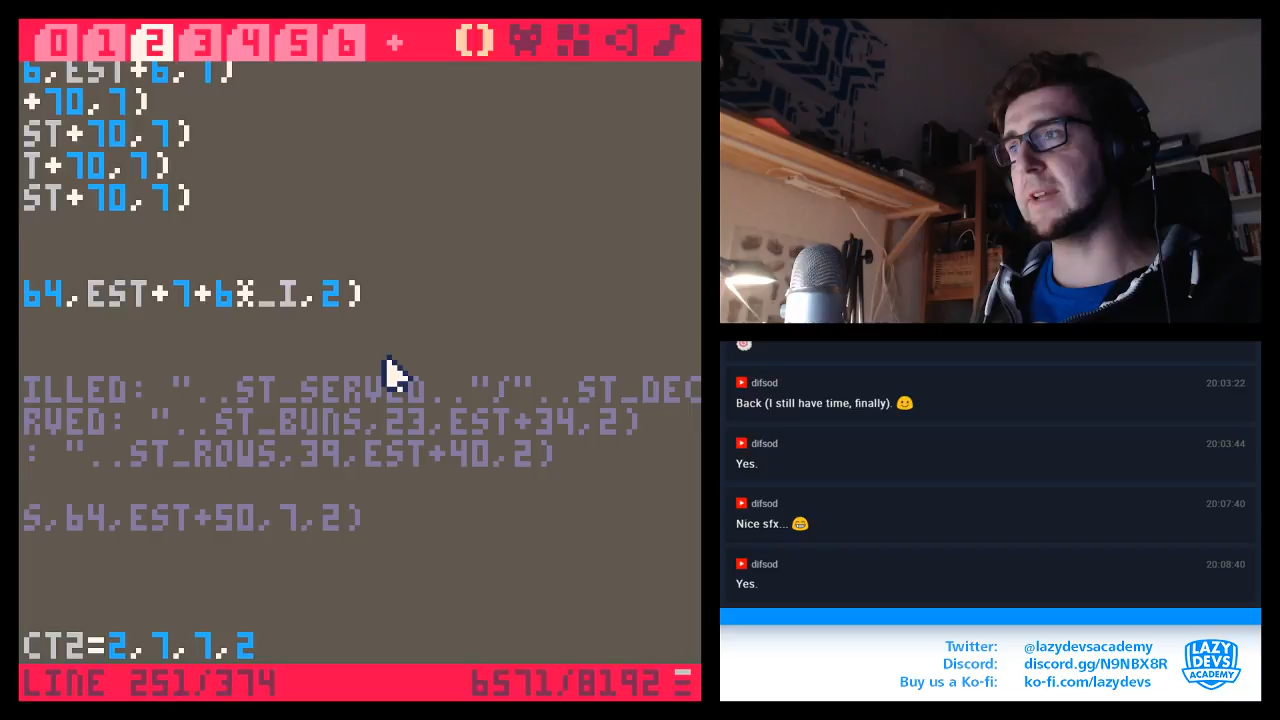 0 1 2 3 4 5 6 +
6,EST+6,7)
+70,7)
ST+70,7)
T+70,7)
ST+70,7)
64,EST+7+6*_I,2)
ILLED: "..ST_SERVED.."/"..ST_DEC
RVED: "..ST_BUNS,23,EST+34,2)
: "..ST_ROWS,39,EST+40,2)
S,64,EST+50,7,2)
CT2=2,7,7,2
LINE 251/374 6571/8192
difsod 20:03:22
Back (I still have time, finally). 😊
difsod 20:03:44
Yes.
difsod 20:07:40
Nice sfx... 😂
difsod 20:08:40
Yes.
Twitter: @lazydevsacademy
Discord: discord.gg/N9NBX8R
Buy us a Ko-fi: ko-fi.com/lazydevs
LAZY
DEVS
ACADEMY